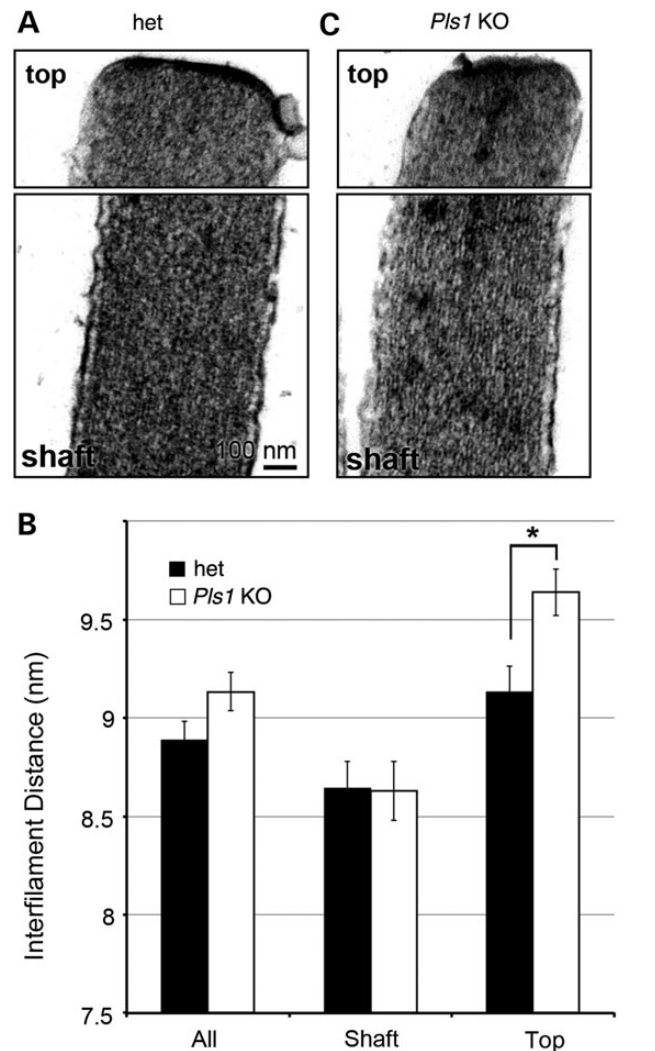 A
het
C
Pls1 KO
top
top
shaft
100 nm
shaft
B
*
het
Pls1 KO
9.5
9
8.5
8
7.5
Interfilament Distance (nm)
All
Shaft
Top